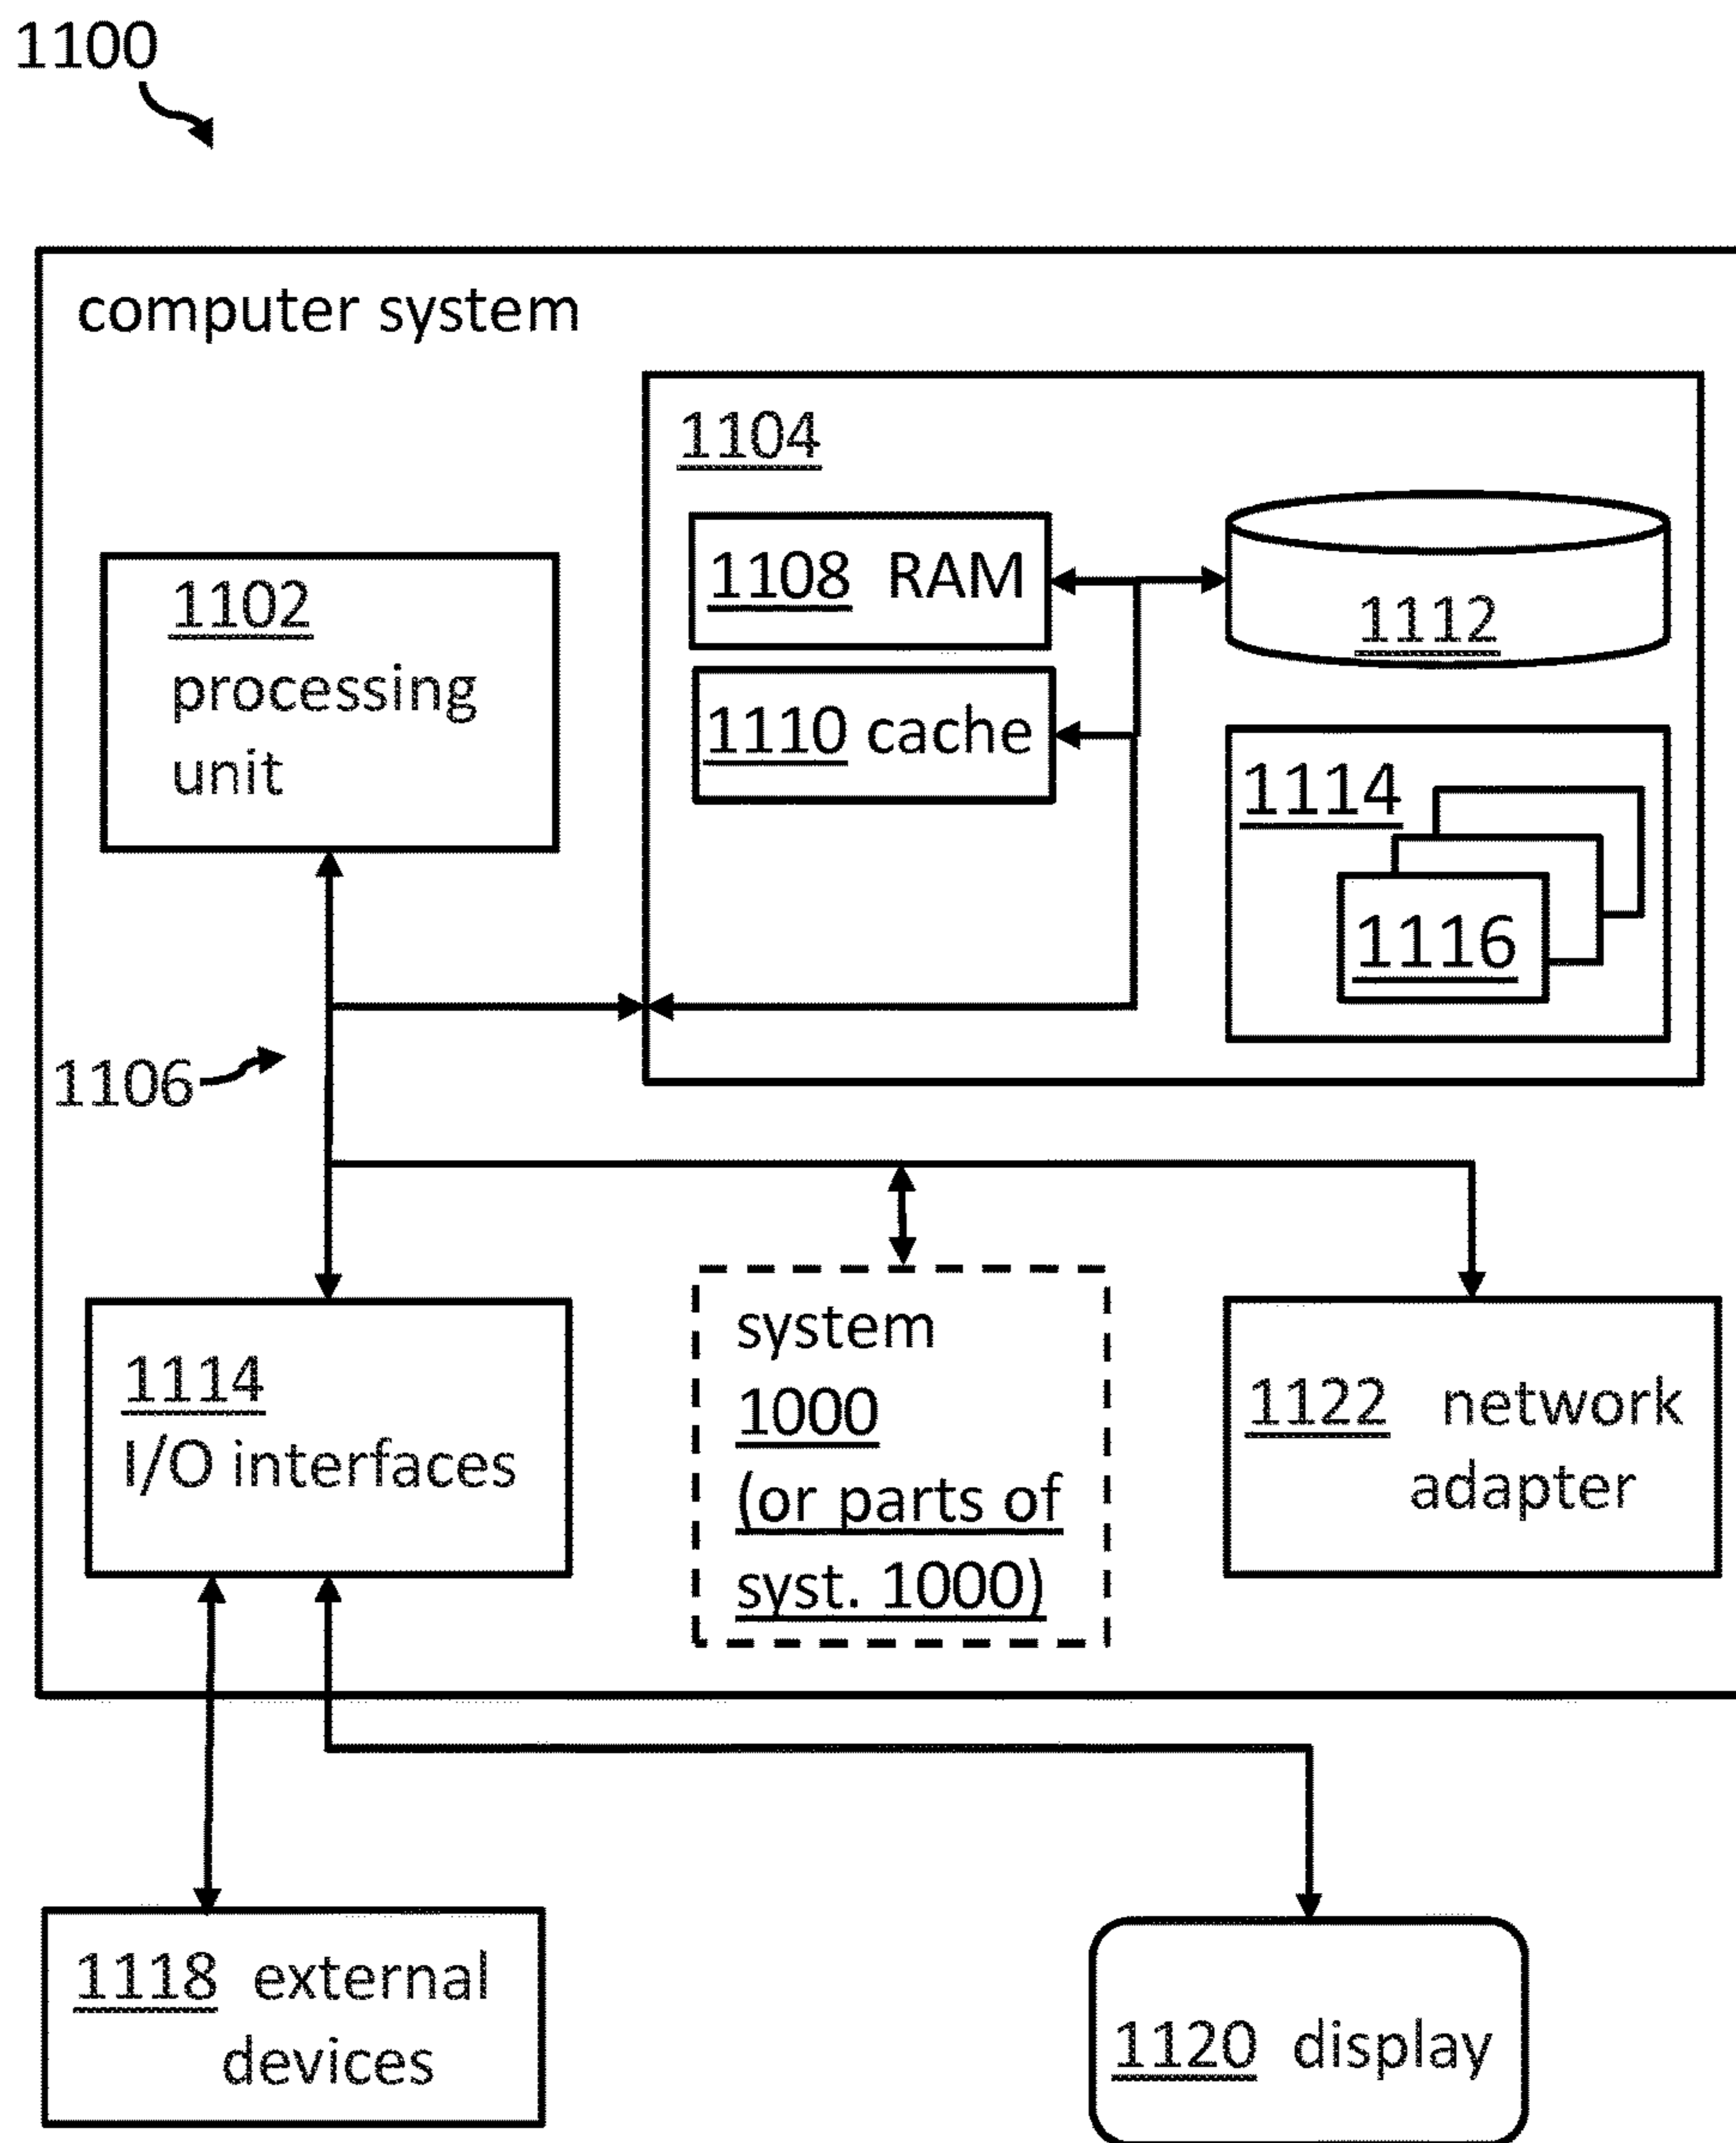 1100
computer system
1104
1108 RAM
1112
1102
processing
unit
1110 cache
1114
1116
1106
1114
I/O interfaces
system
1000
(or parts of
syst. 1000)
1122 network
adapter
1118 external
devices
1120 display